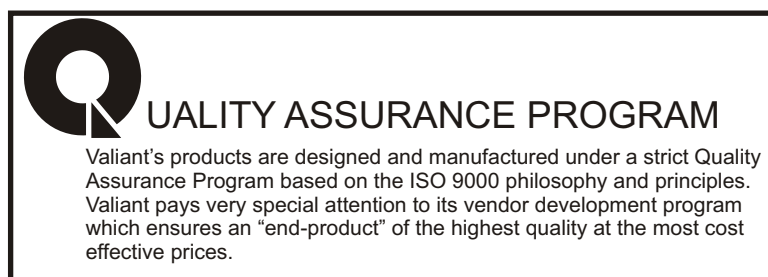 QUALITY ASSURANCE PROGRAM
Valiant's products are designed and manufactured under a strict Quality
Assurance Program based on the ISO 9000 philosophy and principles.
Valiant pays very special attention to its vendor development program
which ensures an “end-product” of the highest quality at the most cost
effective prices.